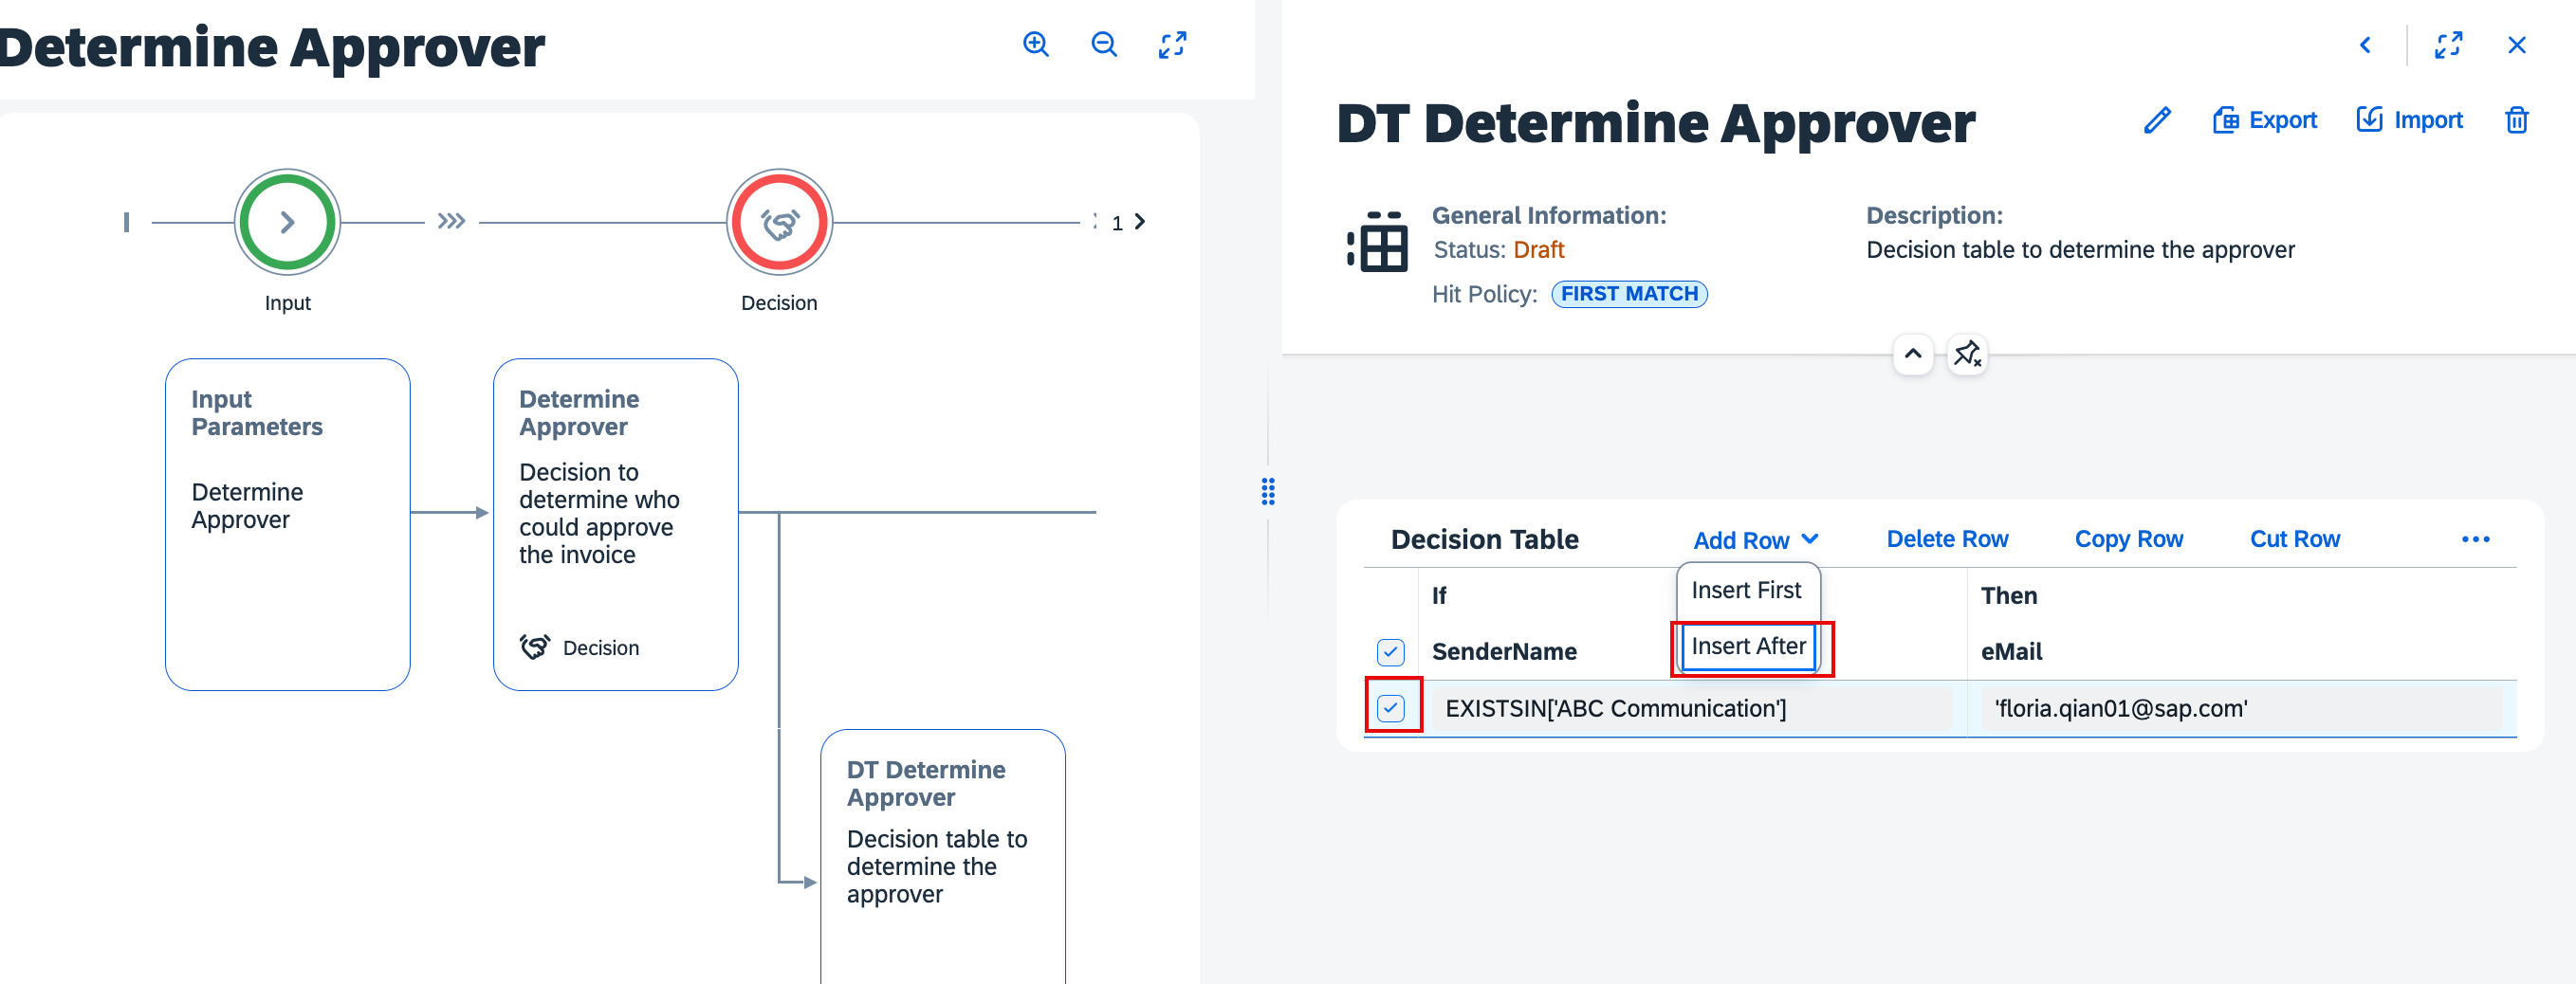 Determine Approver
1
Input
Decision
Input
Parameters
Determine
Approver
Determine
Approver
Decision to
determine who
could approve
the invoice
Decision
DT Determine
Approver
Decision table to
determine the
approver
DT Determine Approver
Export
Import
General Information:
Status: Draft
Hit Policy: FIRST MATCH
Description:
Decision table to determine the approver
Decision Table
Add Row
Delete Row
Copy Row
Cut Row
Insert First
Insert After
If
Then
SenderName
eMail
EXISTSIN['ABC Communication']
'floria.qian01@sap.com'